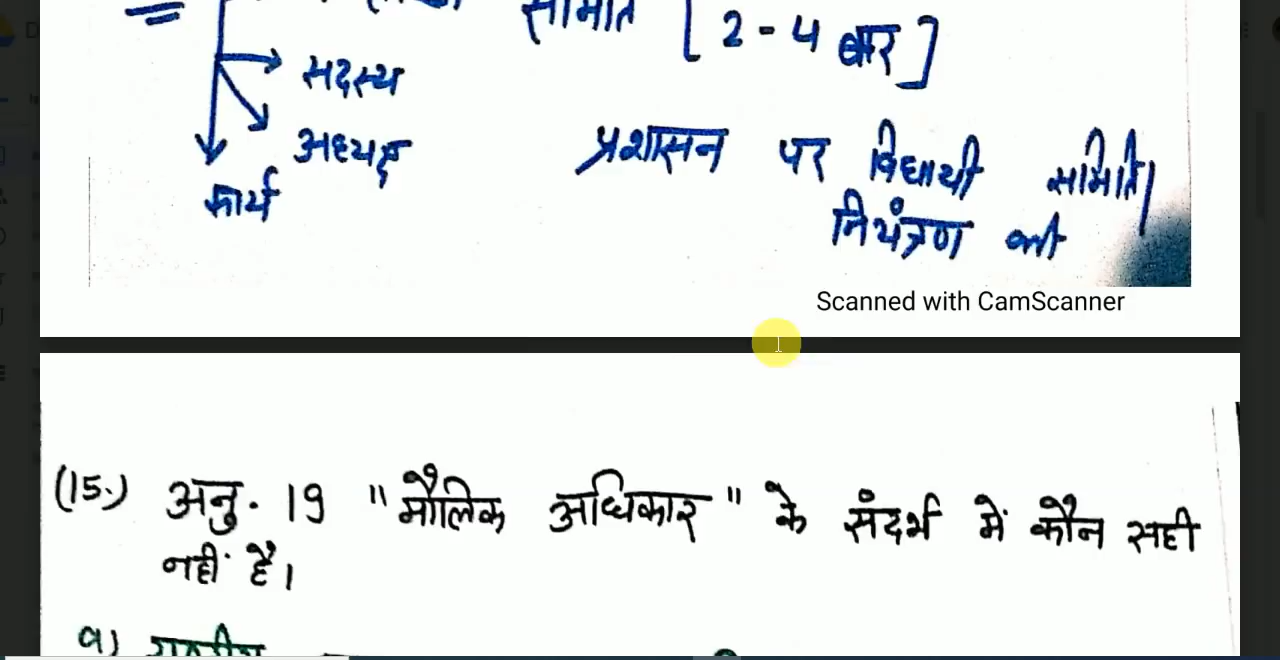 समिति [ 2 - 4 बार ]
सदस्य
अध्यक्ष
कार्य
प्रशासन पर विधायी समिति।
नियंत्रण की
Scanned with CamScanner
(15.) अनु. 19 "मौलिक अधिकार" के संदर्भ में कौन सही
नहीं है।
a)